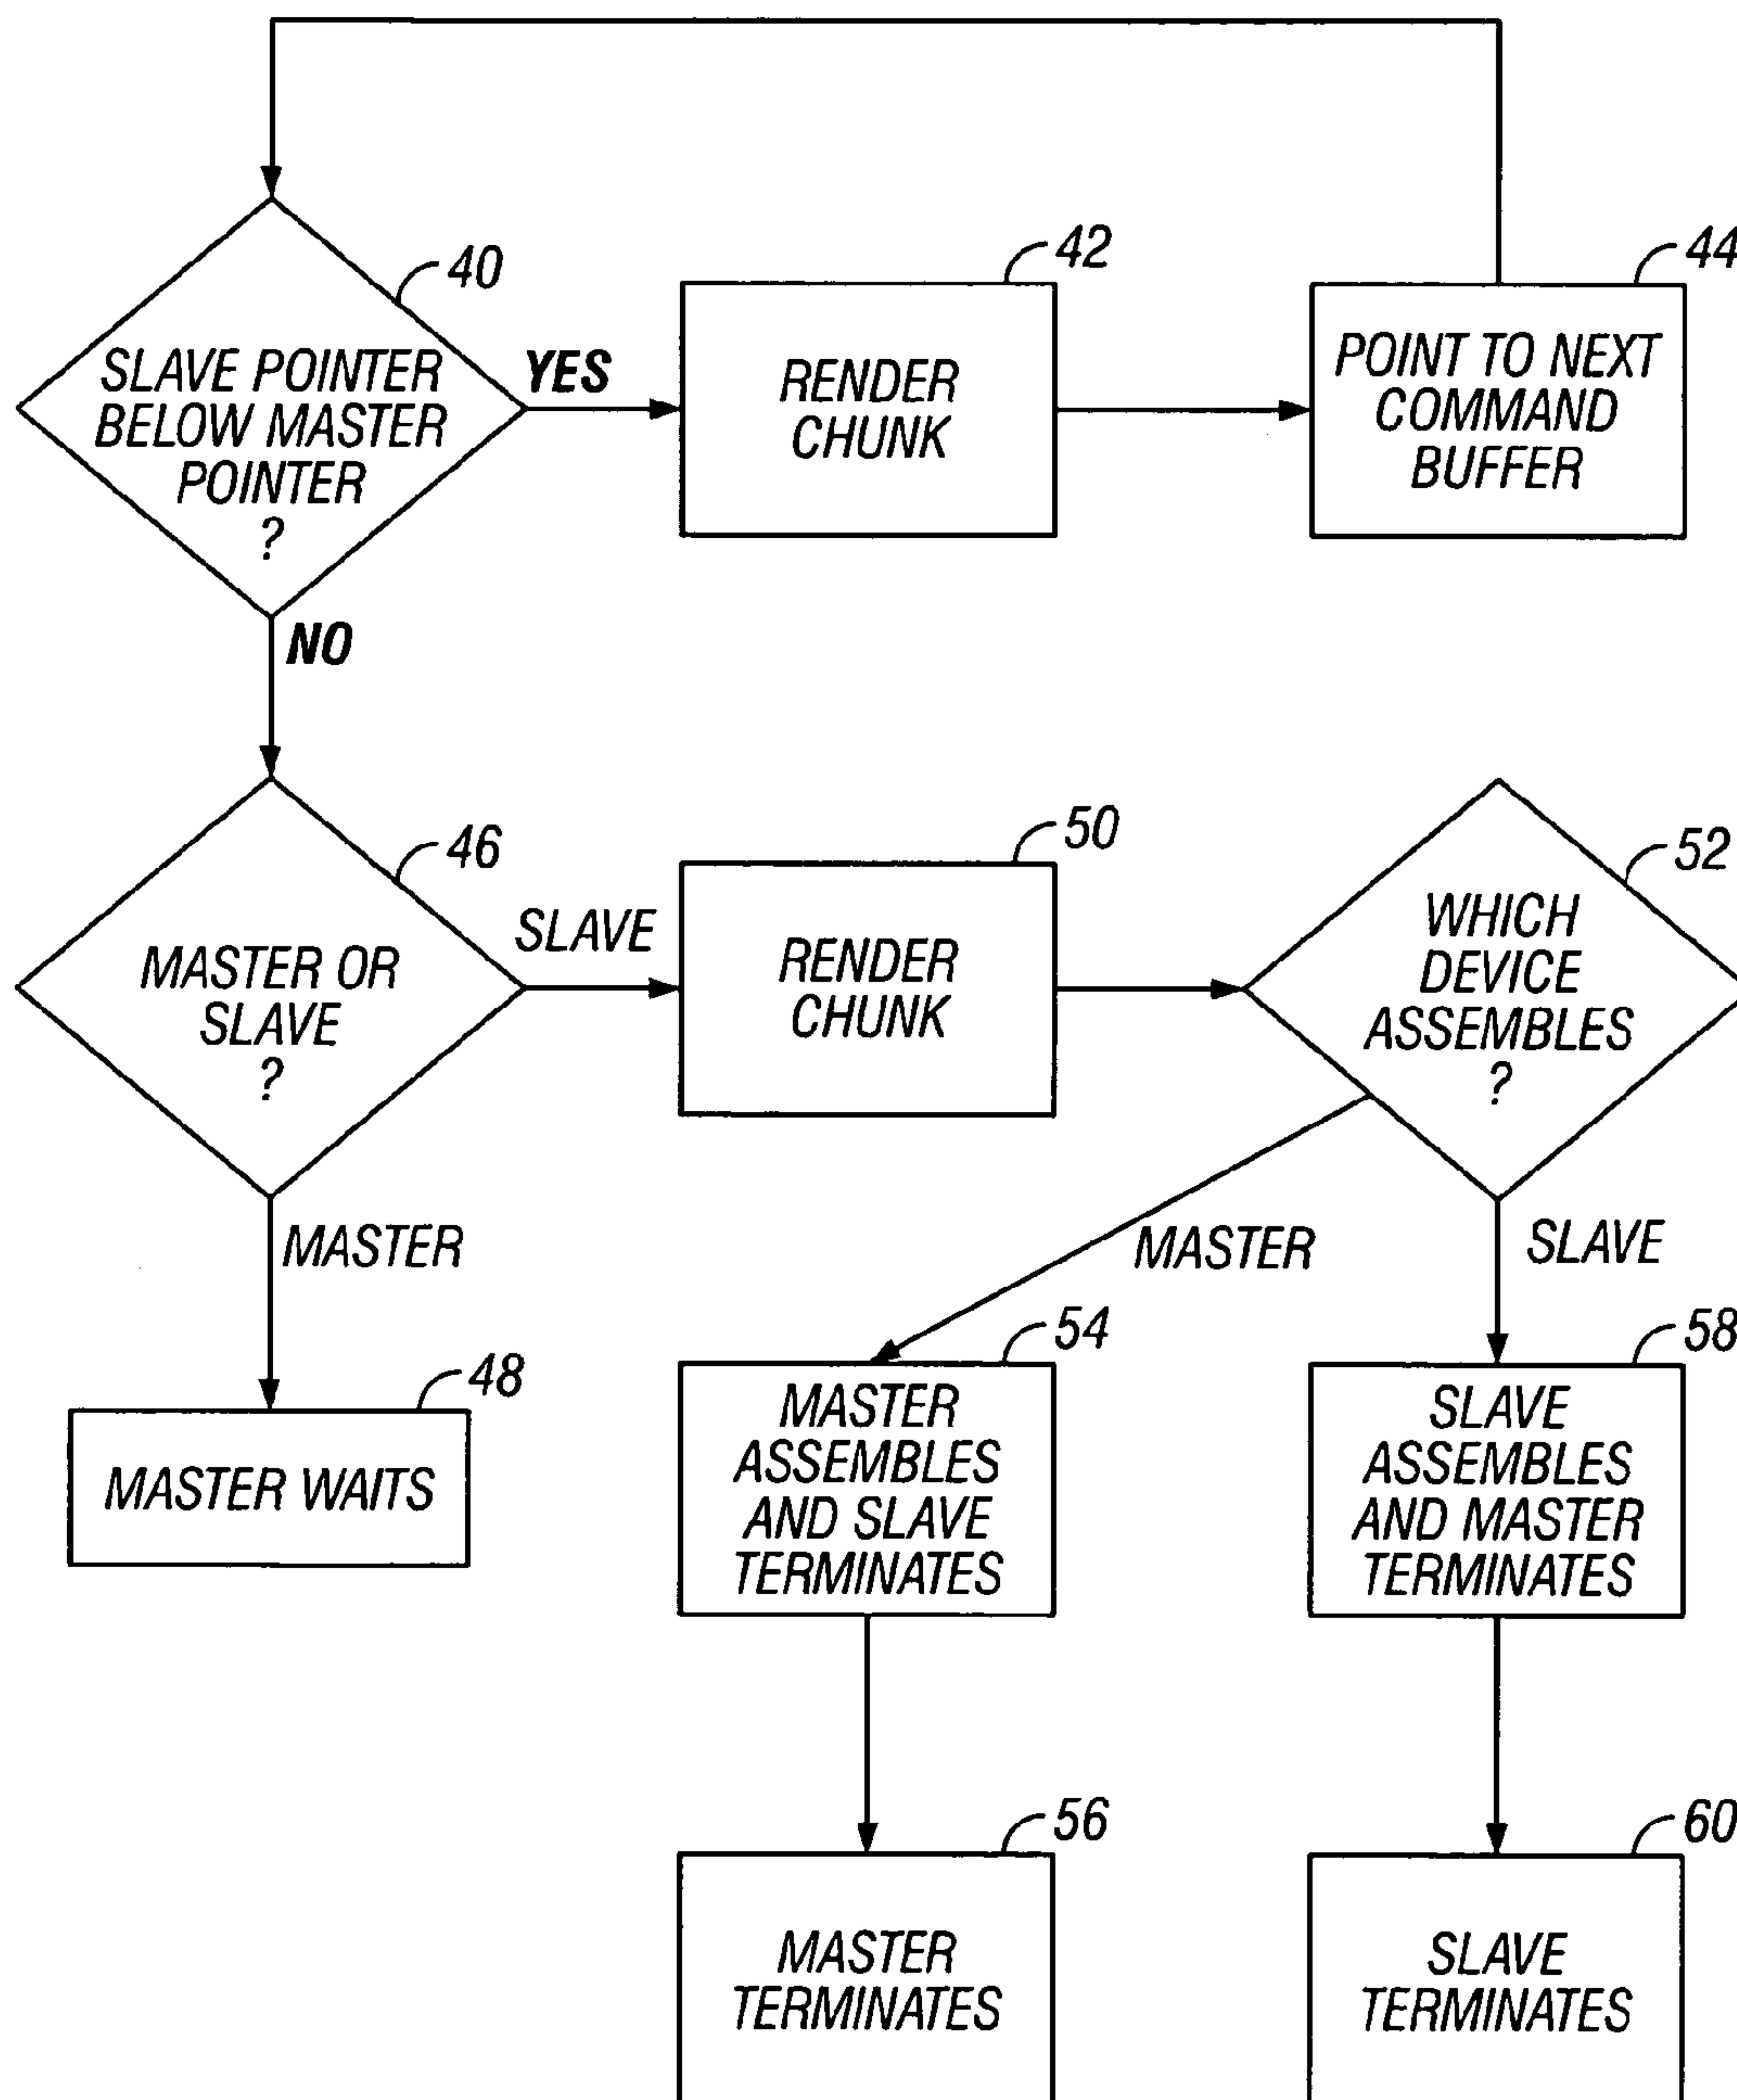 40
SLAVE POINTER
BELOW MASTER
POINTER
?
YES
42
RENDER
CHUNK
44
POINT TO NEXT
COMMAND
BUFFER
NO
46
MASTER OR
SLAVE
?
SLAVE
50
RENDER
CHUNK
52
WHICH
DEVICE
ASSEMBLES
?
MASTER
MASTER
SLAVE
48
MASTER WAITS
54
MASTER
ASSEMBLES
AND SLAVE
TERMINATES
58
SLAVE
ASSEMBLES
AND MASTER
TERMINATES
56
MASTER
TERMINATES
60
SLAVE
TERMINATES